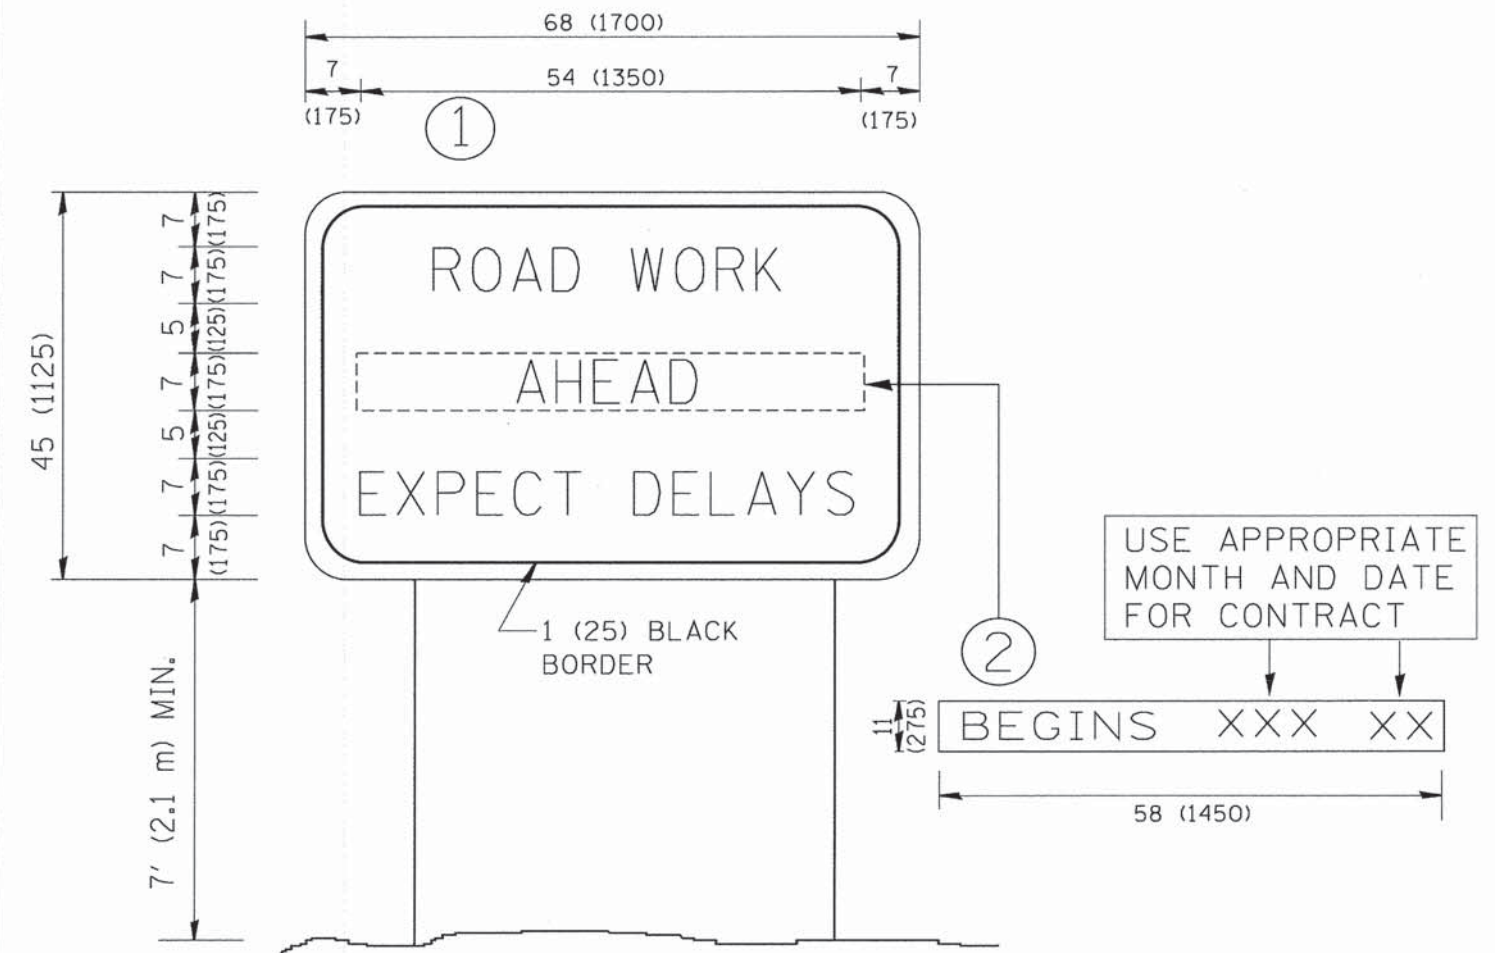 68 (1700)
7
54 (1350)
7
(175)
(175)
1
45 (1125)
7 (175)
7 (175)
5 (125)
7 (175)
5 (125)
7 (175)
7 (175)
ROAD WORK
AHEAD
EXPECT DELAYS
1 (25) BLACK
BORDER
7' (2.1 m) MIN.
2
USE APPROPRIATE
MONTH AND DATE
FOR CONTRACT
11
(275)
BEGINS XXX XX
58 (1450)